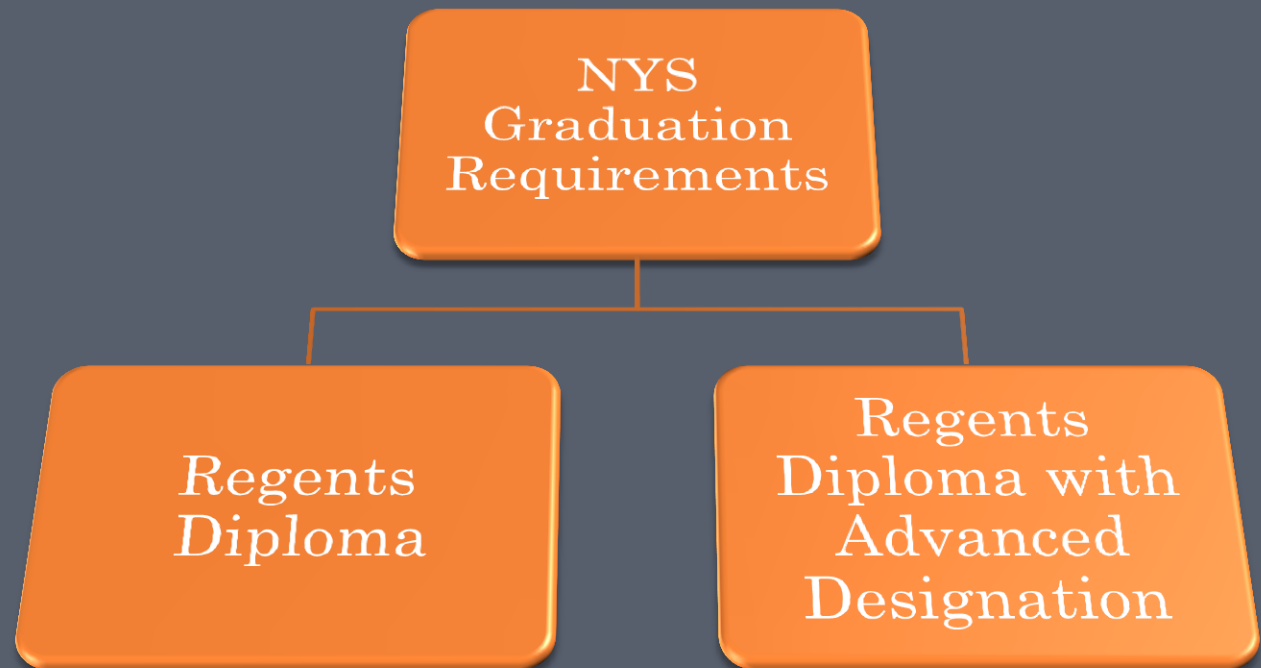 NYS
Graduation
Requirements
Regents
Diploma
Regents
Diploma with
Advanced
Designation